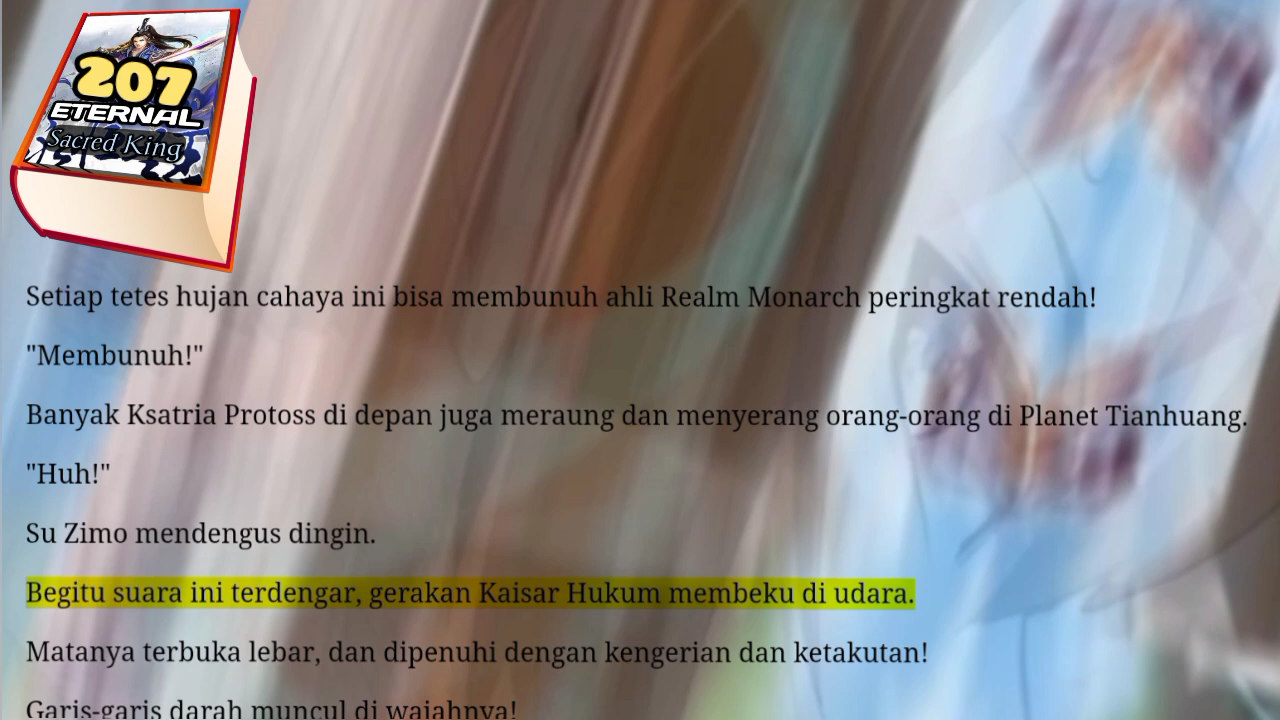 207
ETERNAL
Sacred King
Setiap tetes hujan cahaya ini bisa membunuh ahli Realm Monarch peringkat rendah!
"Membunuh!"
Banyak Ksatria Protoss di depan juga meraung dan menyerang orang-orang di Planet Tianhuang.
"Huh!"
Su Zimo mendengus dingin.
Begitu suara ini terdengar, gerakan Kaisar Hukum membeku di udara.
Matanya terbuka lebar, dan dipenuhi dengan kengerian dan ketakutan!
Garis-garis darah muncul di wajahnya!